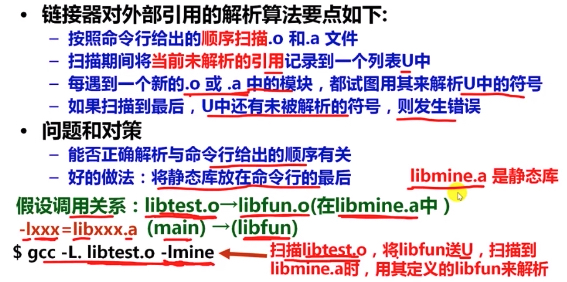 • 链接器对外部引用的解析算法要点如下:
– 按照命令行给出的顺序扫描.o 和.a 文件
– 扫描期间将当前未解析的引用记录到一个列表U中
– 每遇到一个新的.o 或 .a 中的模块，都试图用其来解析U中的符号
– 如果扫描到最后，U中还有未被解析的符号，则发生错误
• 问题和对策
– 能否正确解析与命令行给出的顺序有关
– 好的做法：将静态库放在命令行的最后 libmine.a 是静态库
假设调用关系：libtest.o→libfun.o(在libmine.a中 )
-lxxx=libxxx.a (main) →(libfun)
$ gcc -L. libtest.o -lmine
扫描libtest.o，将libfun送U，扫描到
libmine.a时，用其定义的libfun来解析